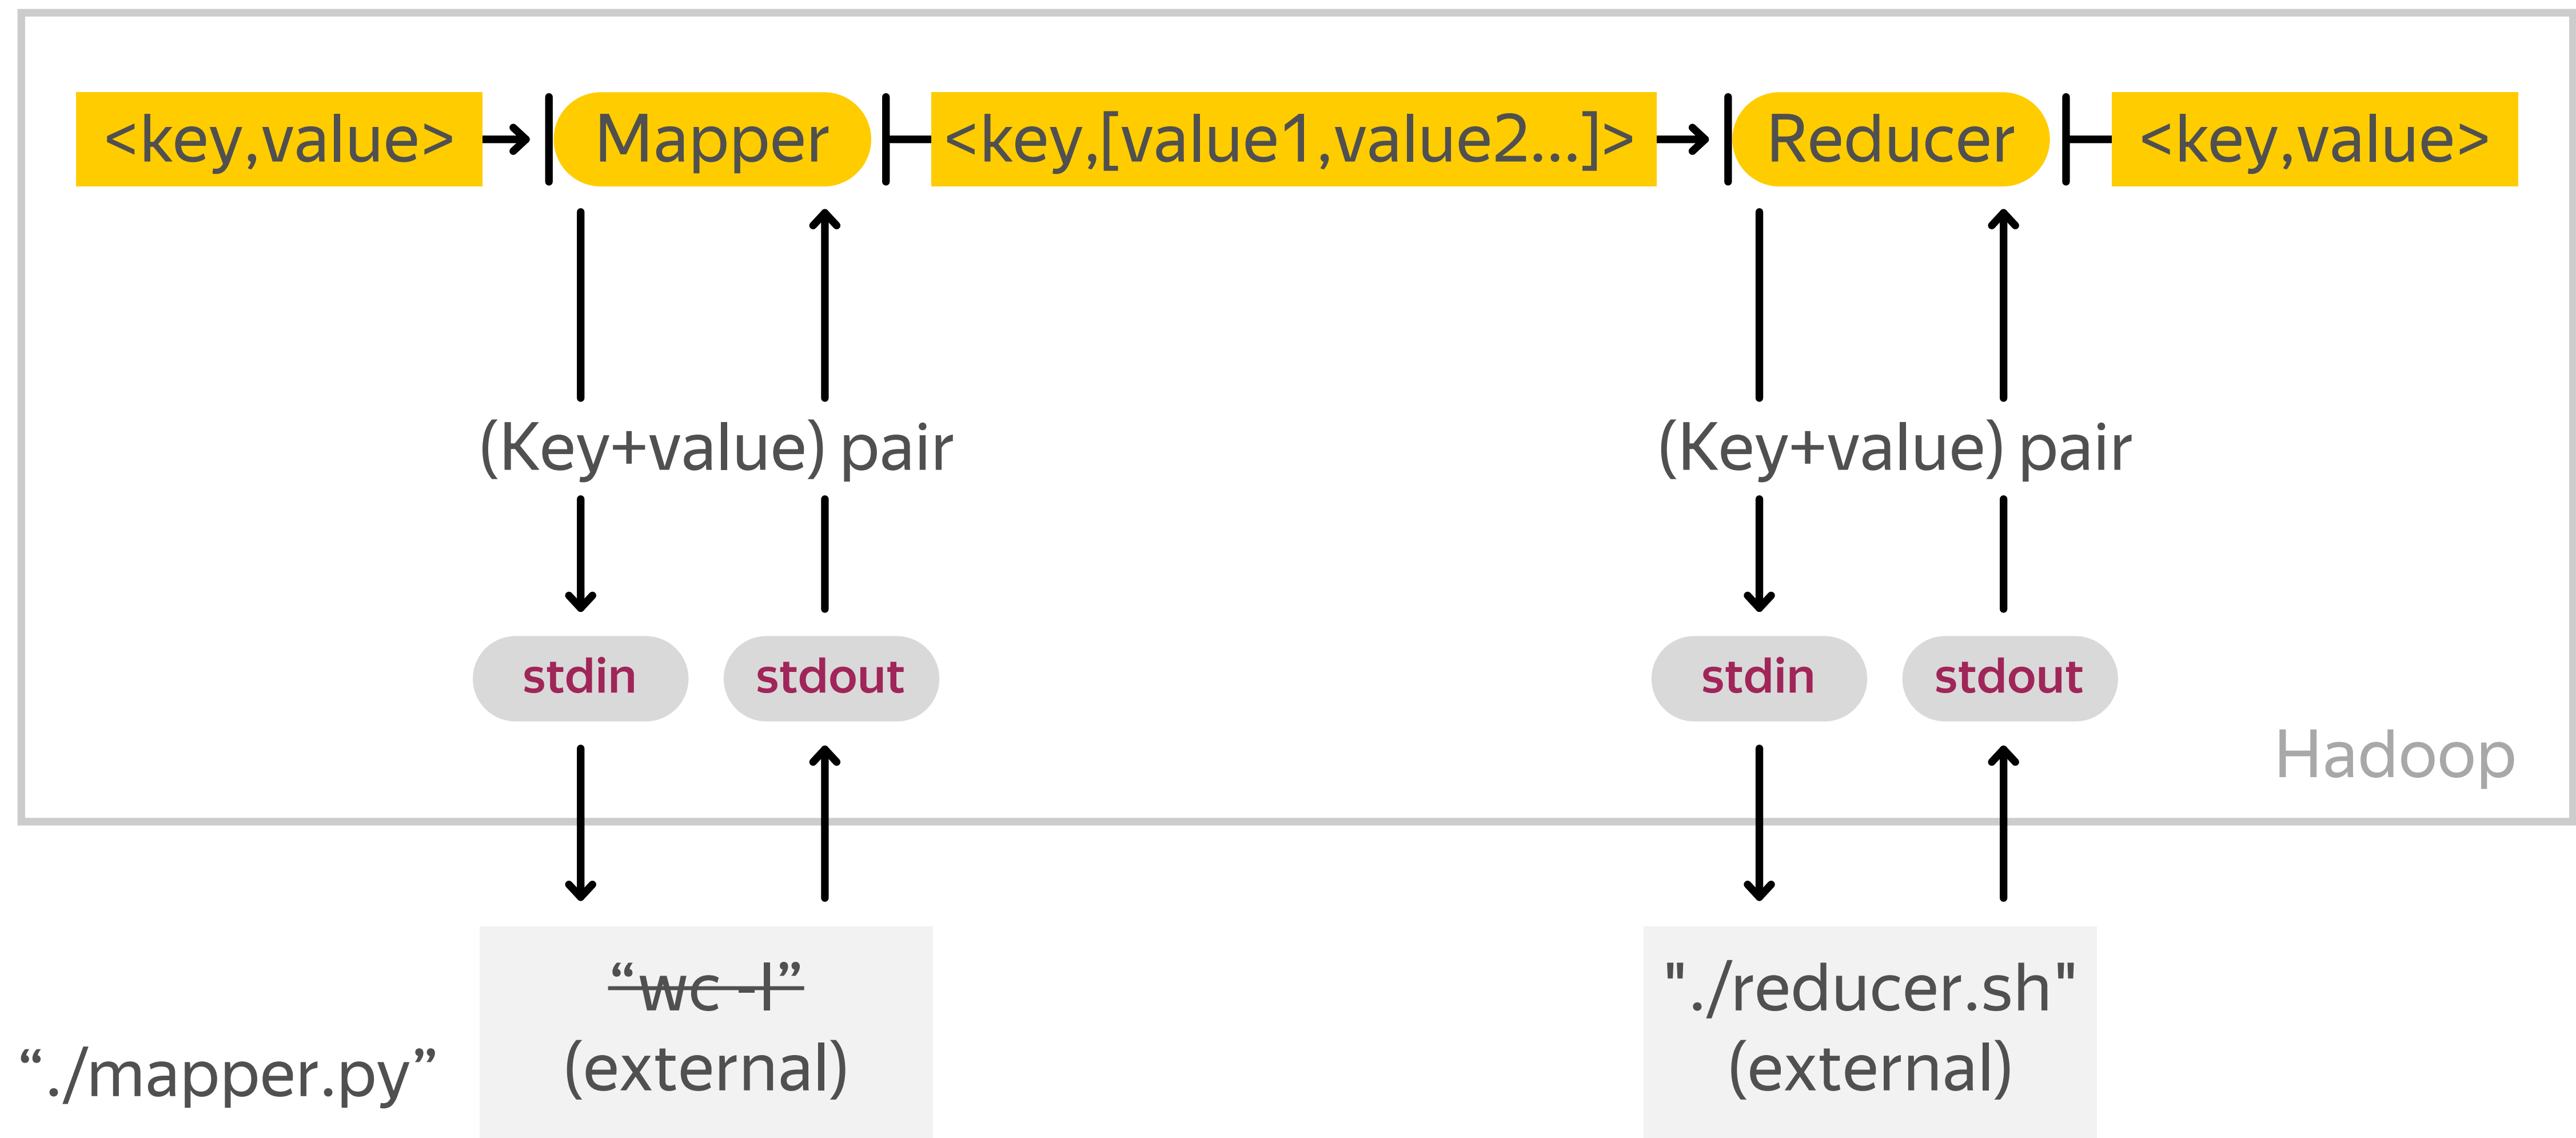 <key,value>
Mapper
<key,[value1,value2...]>
Reducer
<key,value>
(Key+value) pair
(Key+value) pair
stdin
stdout
stdin
stdout
Hadoop
“wc -l”
(external)
"./reducer.sh"
(external)
“./mapper.py”